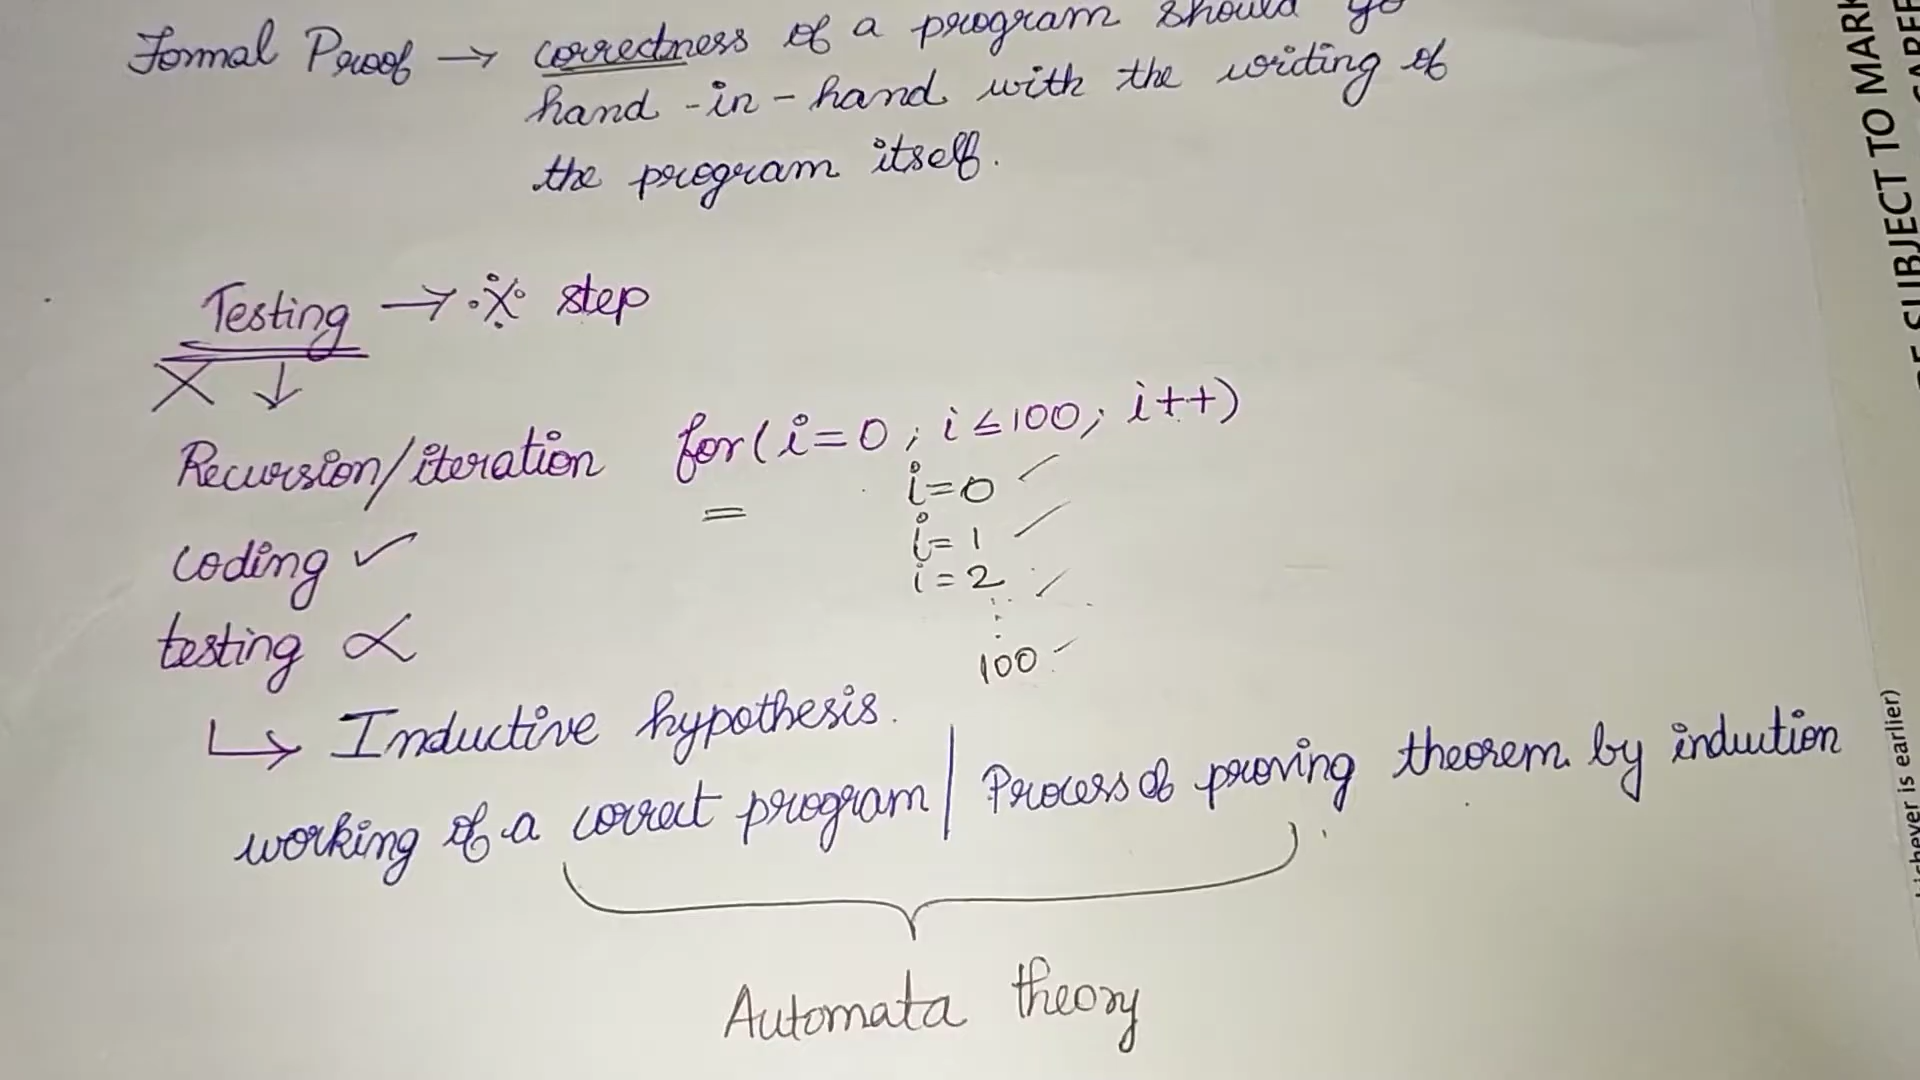 Formal Proof → correctness of a program should go
hand-in-hand with the writing of
the program itself.
Testing → ·X· step
X ↓
Recursion/iteration for(i=0; i≤100; i++)
i=0
coding ✓ i=1
i=2
testing ∝
100
↳ Inductive hypothesis.
working of a correct program | Process of proving theorem by induction
Automata theory
SUBJECT TO MARK
is earlier)